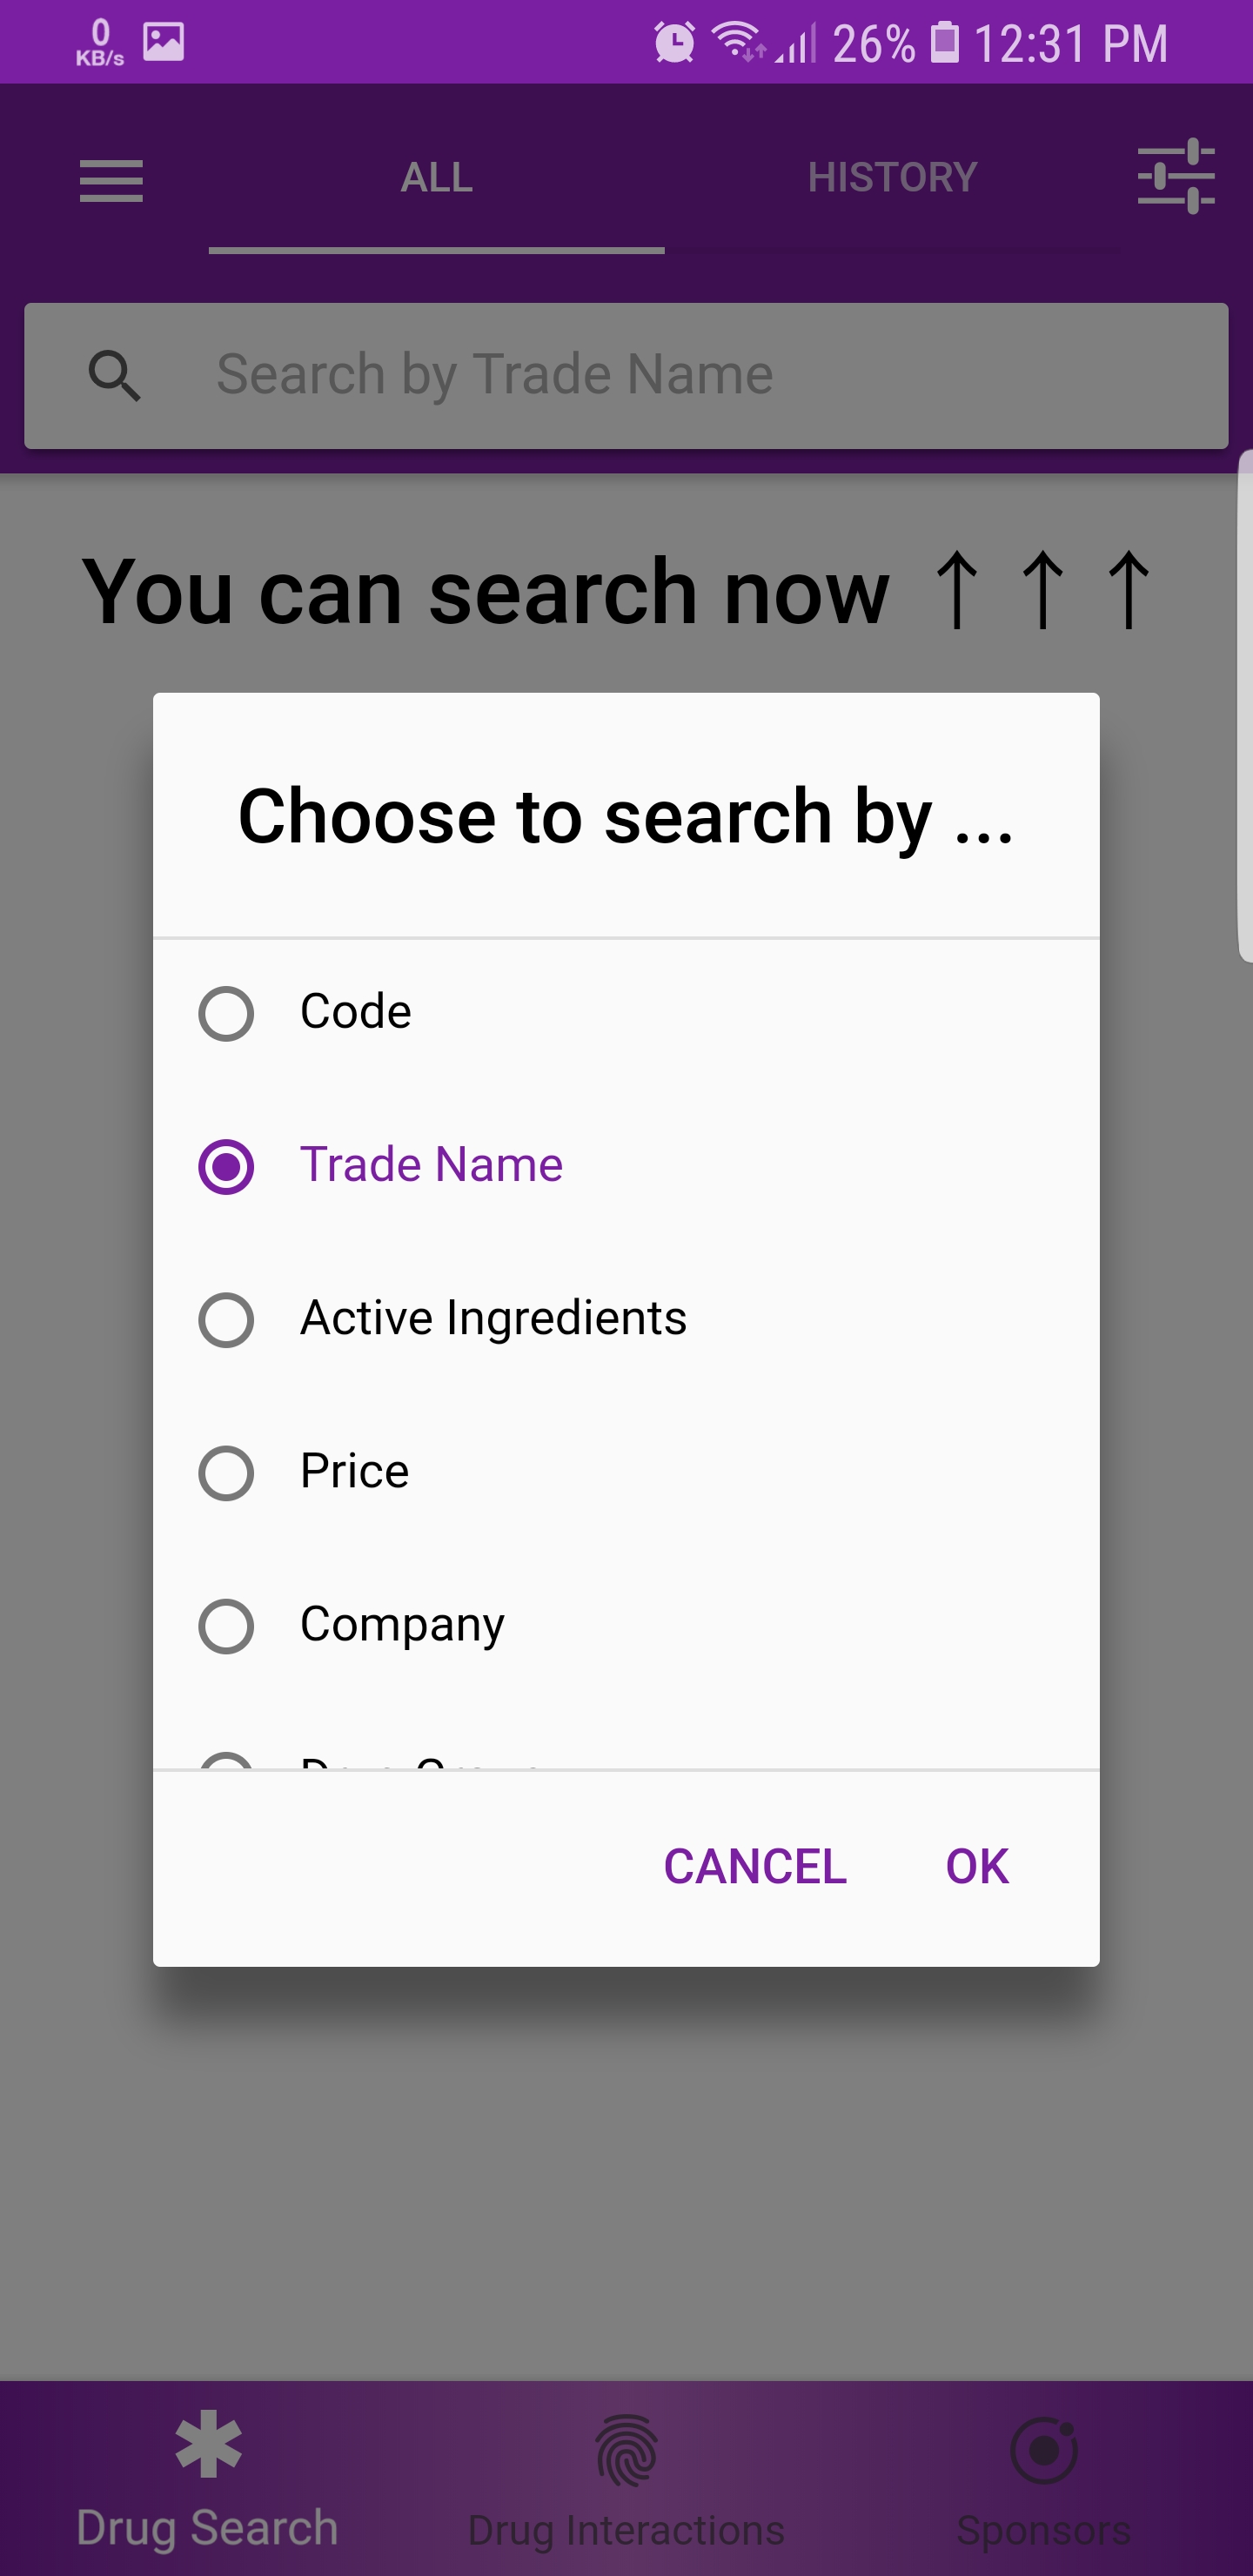 0
KB/s
26% 12:31 PM
ALL HISTORY
Search by Trade Name
You can search now ↑ ↑ ↑
Choose to search by ...
Code
Trade Name
Active Ingredients
Price
Company
CANCEL OK
Drug Search Drug Interactions Sponsors